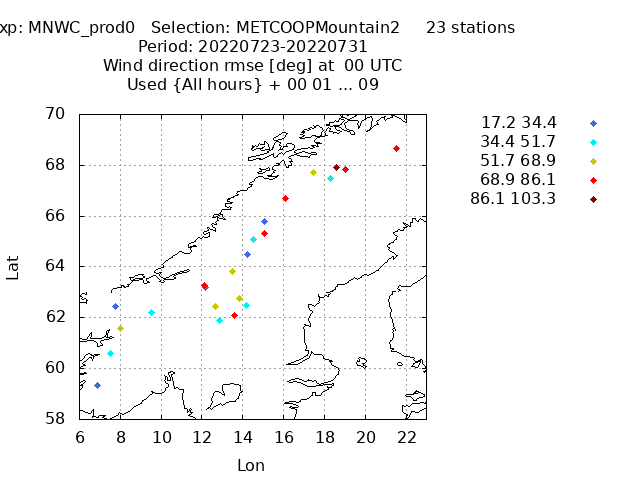 xp: MNWC_prod0 Selection: METCOOPMountain2 23 stations
Period: 20220723-20220731
Wind direction rmse [deg] at 00 UTC
Used {All hours} + 00 01 ... 09
70
68
66
64
62
60
58
Lat
6 8 10 12 14 16 18 20 22
Lon
17.2 34.4
34.4 51.7
51.7 68.9
68.9 86.1
86.1 103.3